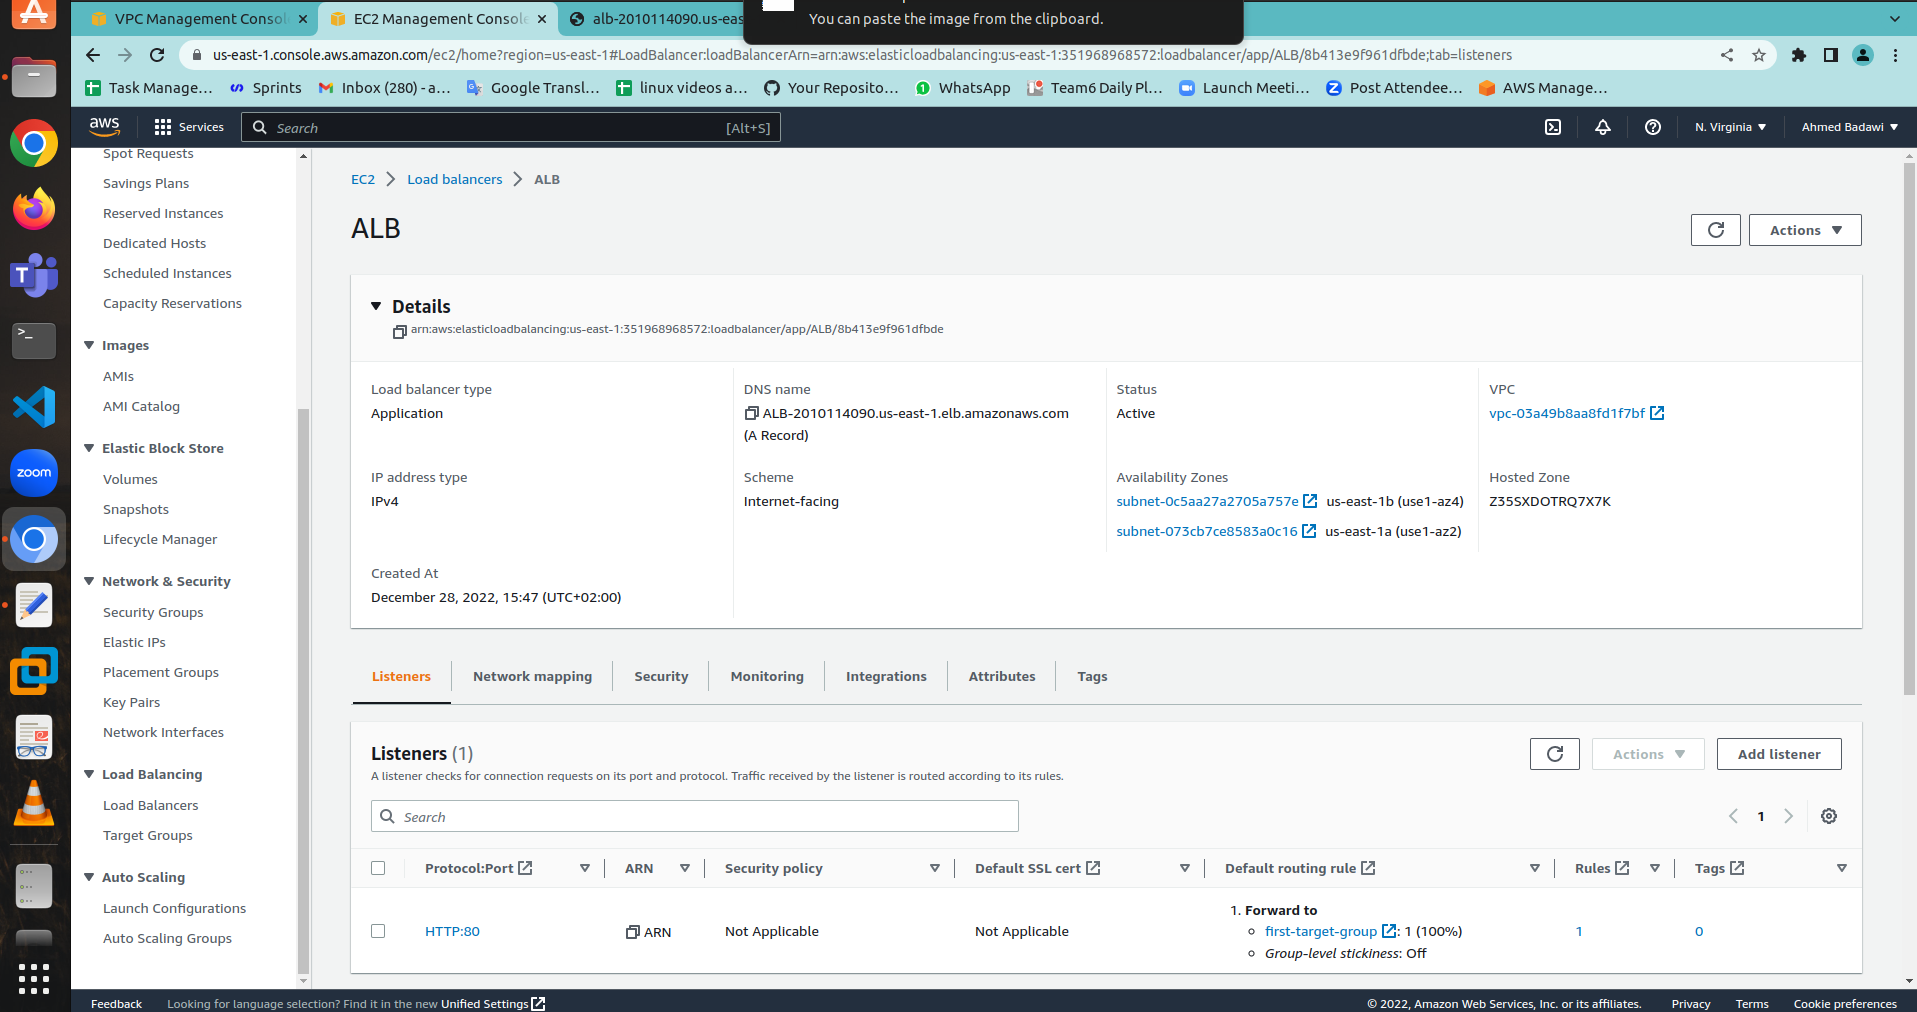 You can paste the image from the clipboard.
VPC Management Consol
EC2 Management Console
alb-2010114090.us-eas
us-east-1.console.aws.amazon.com/ec2/home?region=us-east-1#LoadBalancer:loadBalancerArn=arn:aws:elasticloadbalancing:us-east-1:351968968572:loadbalancer/app/ALB/8b413e9f961dfbde;tab=listeners
Task Manage... Sprints Inbox (280) - a... Google Transl... linux videos a... Your Reposito... WhatsApp Team6 Daily Pl... Launch Meeti... Post Attendee... AWS Manage...
aws Services Search [Alt+S] N. Virginia Ahmed Badawi
Spot Requests
Savings Plans
Reserved Instances
Dedicated Hosts
Scheduled Instances
Capacity Reservations
Images
AMIs
AMI Catalog
Elastic Block Store
Volumes
Snapshots
Lifecycle Manager
Network & Security
Security Groups
Elastic IPs
Placement Groups
Key Pairs
Network Interfaces
Load Balancing
Load Balancers
Target Groups
Auto Scaling
Launch Configurations
Auto Scaling Groups
zoom
EC2 > Load balancers > ALB
ALB
Actions
Details
arn:aws:elasticloadbalancing:us-east-1:351968968572:loadbalancer/app/ALB/8b413e9f961dfbde
Load balancer type
Application
DNS name
ALB-2010114090.us-east-1.elb.amazonaws.com
(A Record)
Status
Active
VPC
vpc-03a49b8aa8fd1f7bf
IP address type
IPv4
Scheme
Internet-facing
Availability Zones
subnet-0c5aa27a2705a757e us-east-1b (use1-az4)
subnet-073cb7ce8583a0c16 us-east-1a (use1-az2)
Hosted Zone
Z35SXDOTRQ7X7K
Created At
December 28, 2022, 15:47 (UTC+02:00)
Listeners Network mapping Security Monitoring Integrations Attributes Tags
Listeners (1)
A listener checks for connection requests on its port and protocol. Traffic received by the listener is routed according to its rules.
Actions Add listener
Search
1
Protocol:Port ARN Security policy Default SSL cert Default routing rule Rules Tags
HTTP:80 ARN Not Applicable Not Applicable
1. Forward to
first-target-group : 1 (100%)
Group-level stickiness: Off
1 0
Feedback Looking for language selection? Find it in the new Unified Settings © 2022, Amazon Web Services, Inc. or its affiliates. Privacy Terms Cookie preferences